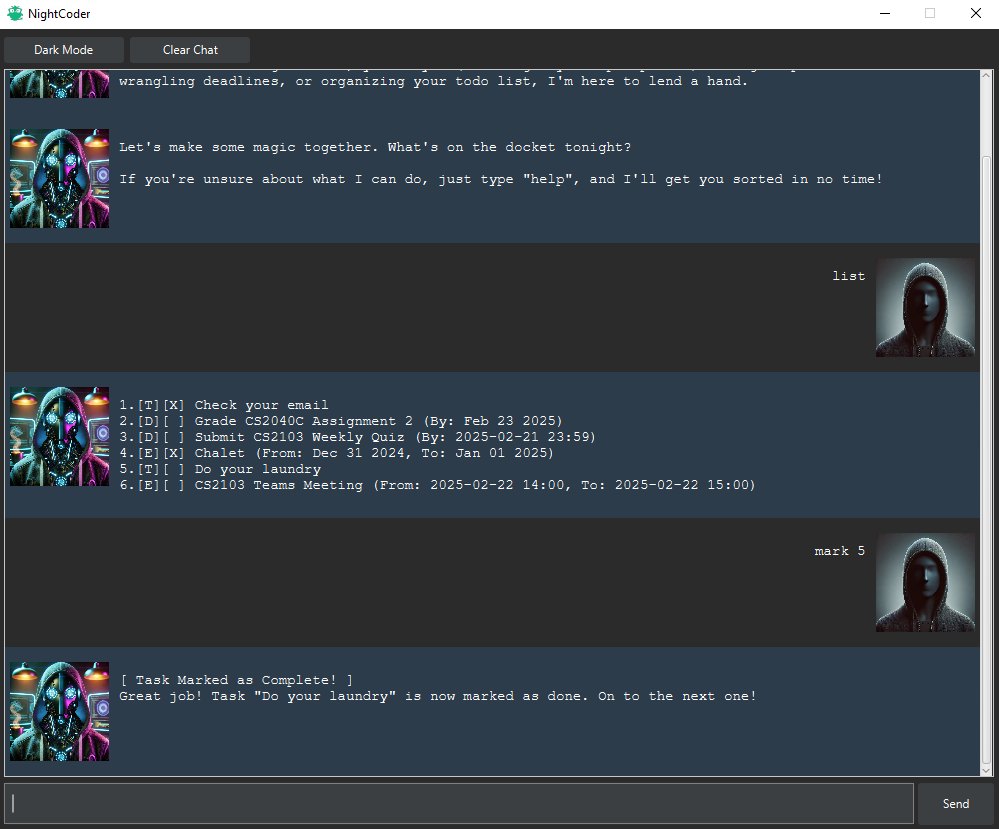 NightCoder
Dark Mode
Clear Chat
wrangling deadlines, or organizing your todo list, I'm here to lend a hand.
Let's make some magic together. What's on the docket tonight?
If you're unsure about what I can do, just type "help", and I'll get you sorted in no time!
list
1.[T][X] Check your email
2.[D][ ] Grade CS2040C Assignment 2 (By: Feb 23 2025)
3.[D][ ] Submit CS2103 Weekly Quiz (By: 2025-02-21 23:59)
4.[E][X] Chalet (From: Dec 31 2024, To: Jan 01 2025)
5.[T][ ] Do your laundry
6.[E][ ] CS2103 Teams Meeting (From: 2025-02-22 14:00, To: 2025-02-22 15:00)
mark 5
[ Task Marked as Complete! ]
Great job! Task "Do your laundry" is now marked as done. On to the next one!
Send